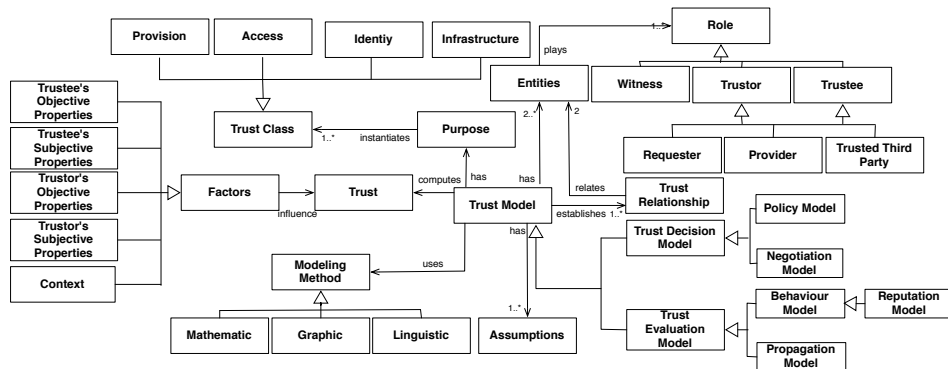 Provision
Access
Identiy
Infrastructure
1..*
Role
plays
Entities
Witness
Trustor
Trustee
Trustee's
Objective
Properties
Trustee's
Subjective
Properties
Trustor's
Objective
Properties
Trustor's
Subjective
Properties
Context
Trust Class
1..*
instantiates
Purpose
2..*
2
Requester
Provider
Trusted Third
Party
Factors
influence
Trust
computes
has
has
relates
Trust Model
establishes
1..*
Trust
Relationship
has
Trust Decision
Model
Policy Model
Negotiation
Model
Modeling
Method
uses
1..*
Mathematic
Graphic
Linguistic
Assumptions
Trust
Evaluation
Model
Behaviour
Model
Reputation
Model
Propagation
Model